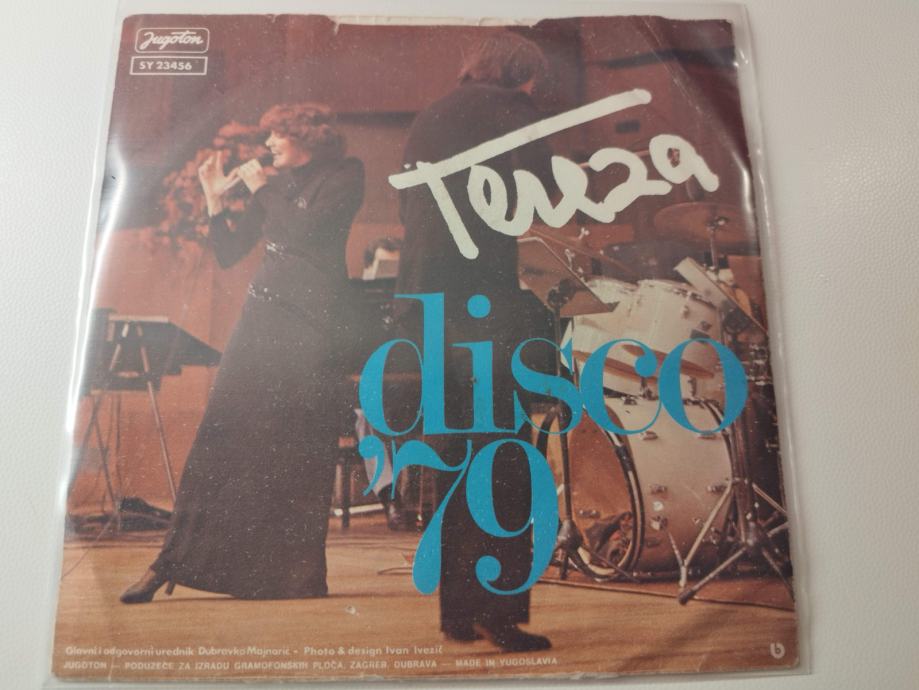 Jugoton
SY 23456
Tereza
disco
'79
Glavni i odgovorni urednik Dubravko Majnarić - Photo & design Ivan Ivezić
JUGOTON — PODUZEĆE ZA IZRADU GRAMOFONSKIH PLOČA, ZAGREB, DUBRAVA — MADE IN YUGOSLAVIA
b